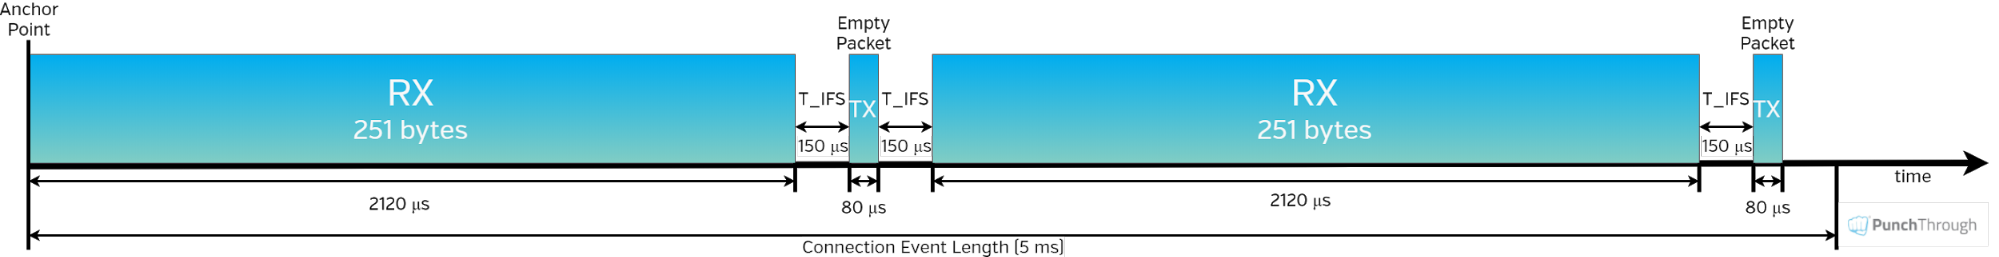 Anchor
Point
RX
251 bytes
T_IFS
150 µs
Empty
Packet
TX
T_IFS
150 µs
RX
251 bytes
T_IFS
150 µs
Empty
Packet
TX
time
2120 µs
80 µs
2120 µs
80 µs
Connection Event Length (5 ms)
PunchThrough